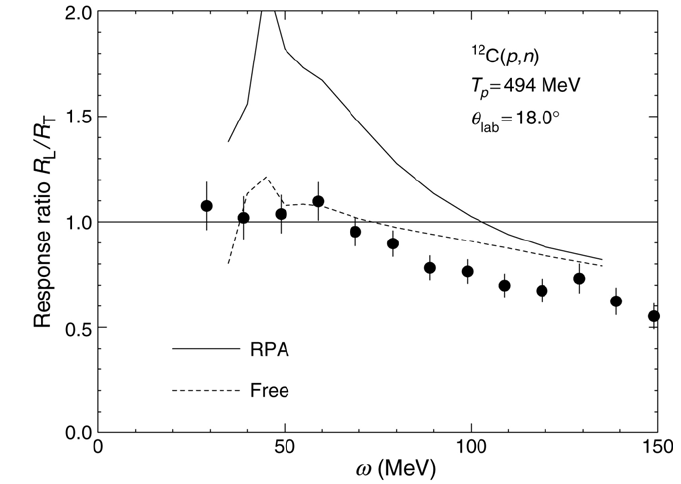 2.0
1.5
1.0
0.5
0.0
Response ratio R_L/R_T
¹²C(p,n)
T_p=494 MeV
θ_lab=18.0°
RPA
Free
0 50 100 150
ω (MeV)